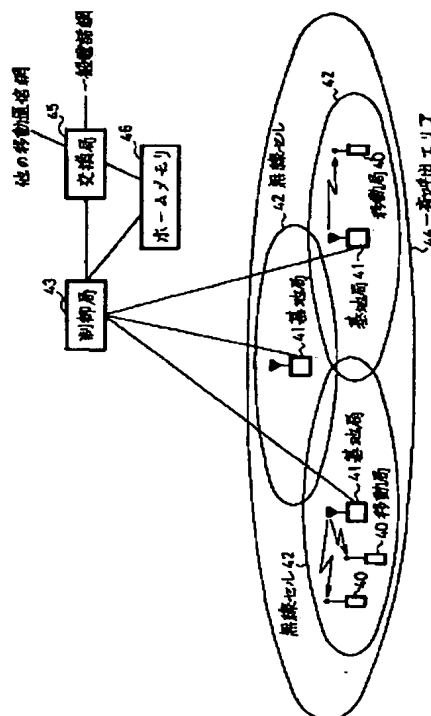 他の移動通信網
一般電話網
45
交換局
46
ホームメモリ
43
制御局
42 無線セル
42
41 基地局
移動局 40
基地局 41
41 基地局
40 移動局
40
無線セル 42
44 一斉呼出エリア